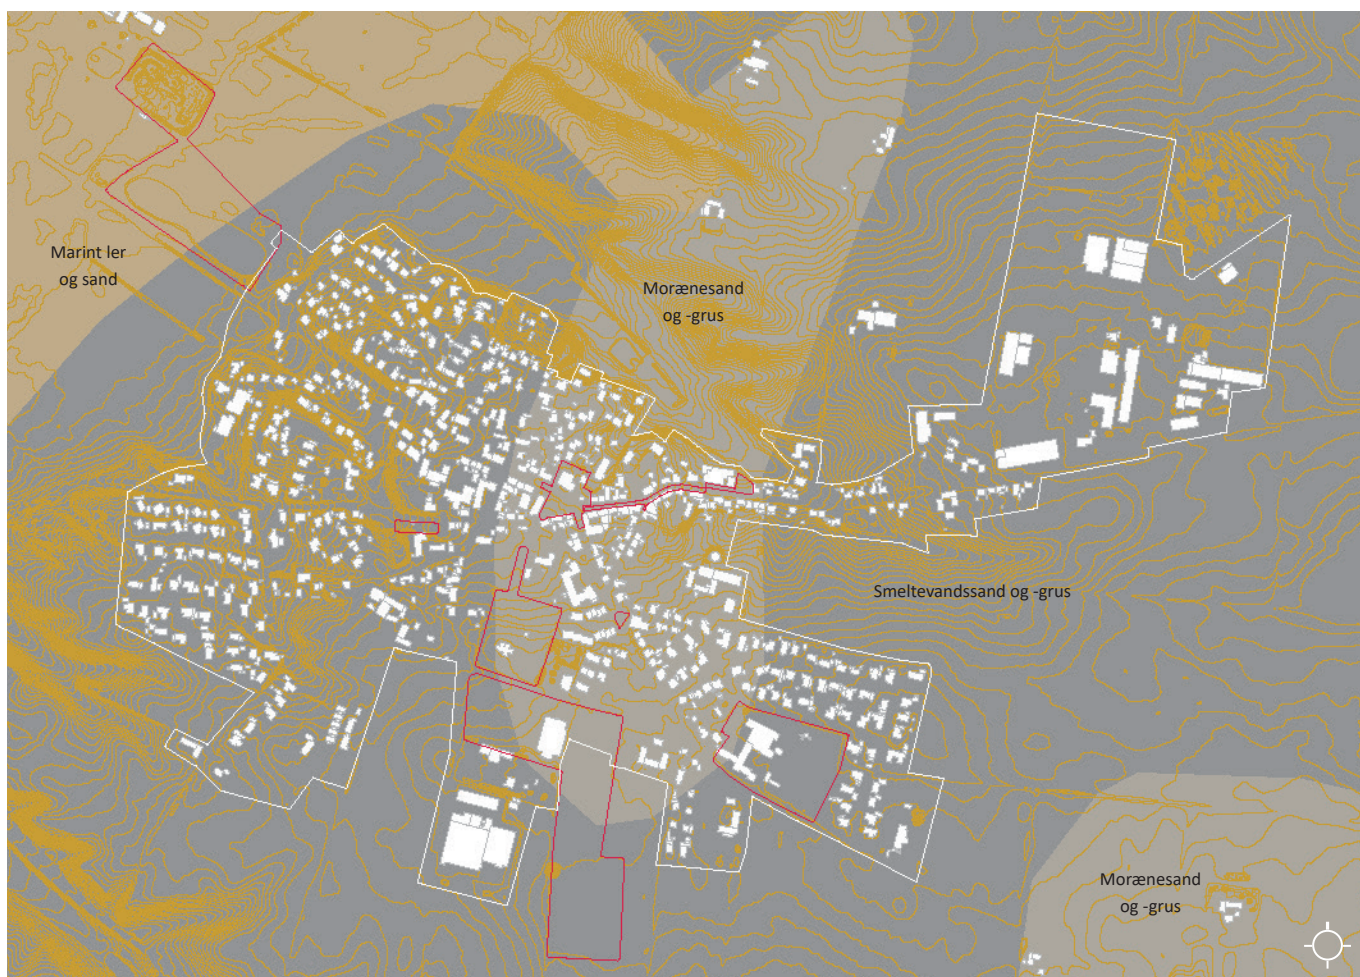 Marint ler
og sand
Morænesand
og -grus
Smeltevandssand og -grus
Morænesand
og -grus